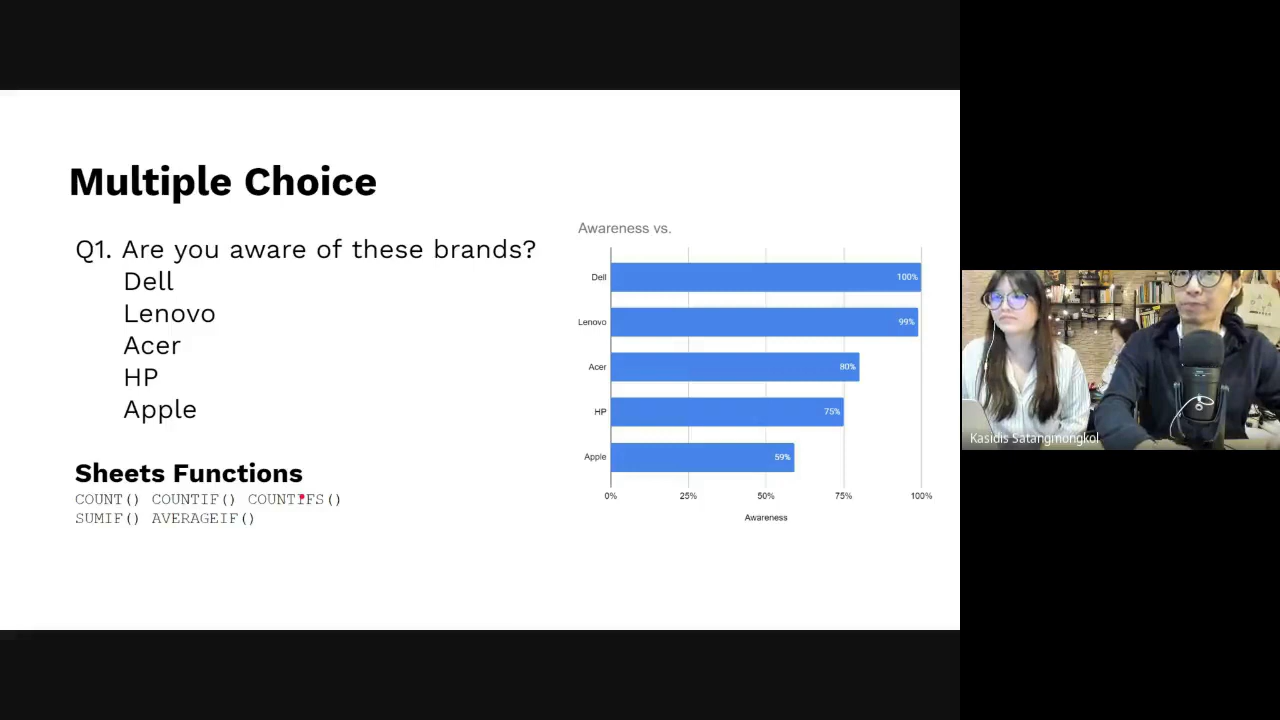 Multiple Choice
Q1. Are you aware of these brands?
Dell
Lenovo
Acer
HP
Apple
Sheets Functions
COUNT() COUNTIF() COUNTIFS()
SUMIF() AVERAGEIF()
Awareness vs.
Dell 100%
Lenovo 99%
Acer 80%
HP 75%
Apple 59%
0% 25% 50% 75% 100%
Awareness
Kasidis Satangmongkol